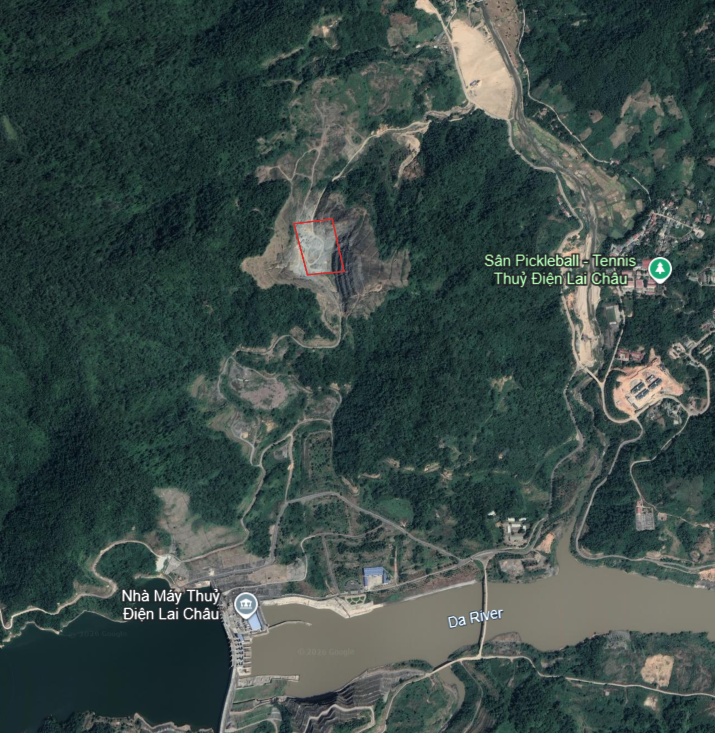 Sân Pickleball - Tennis
Thuỷ Điện Lai Châu
Nhà Máy Thuỷ
Điện Lai Châu
Da River